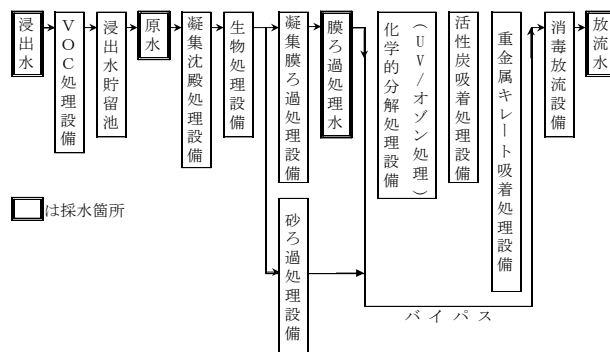 浸出水
VOC処理設備
浸出水貯留池
原水
凝集沈殿処理設備
生物処理設備
凝集膜ろ過処理設備
膜ろ過処理水
化学的分解処理設備
(UV/オゾン処理)
活性炭吸着処理設備
重金属キレート吸着処理設備
消毒放流設備
放流水
砂ろ過処理設備
は採水箇所
バイパス